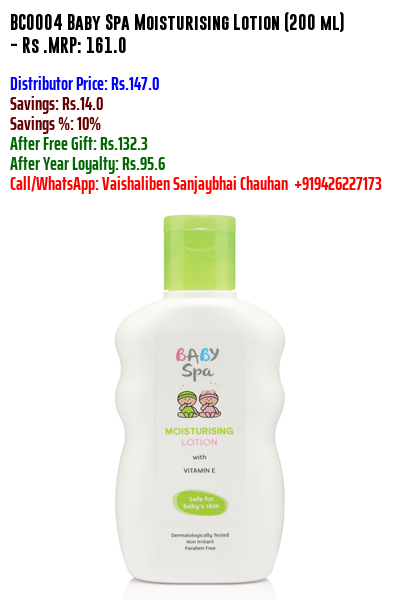 BC0004 Baby Spa Moisturising Lotion (200 ml)
- Rs .MRP: 161.0
Distributor Price: Rs.147.0
Savings: Rs.14.0
Savings %: 10%
After Free Gift: Rs.132.3
After Year Loyalty: Rs.95.6
Call/WhatsApp: Vaishaliben Sanjaybhai Chauhan +919426227173
BABY
Spa
MOISTURISING
LOTION
with
VITAMIN E
Safe for
baby's skin
Dermatologically Tested
Non Irritant
Paraben Free